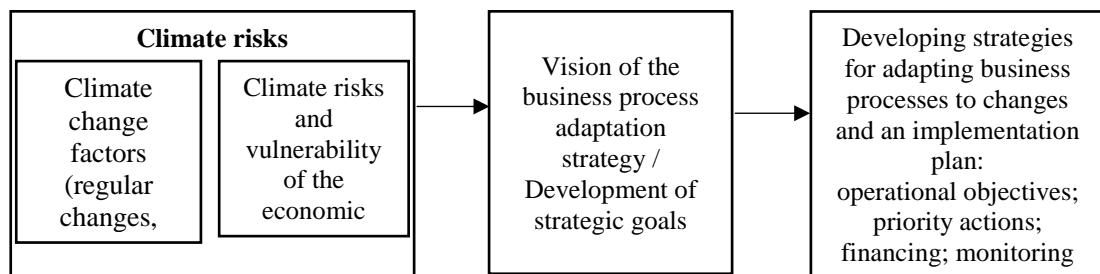 Climate risks
Climate
change
factors
(regular
changes,
Climate risks
and
vulnerability
of the
economic
Vision of the
business process
adaptation
strategy /
Development of
strategic goals
Developing strategies
for adapting business
processes to changes
and an implementation
plan:
operational objectives;
priority actions;
financing; monitoring